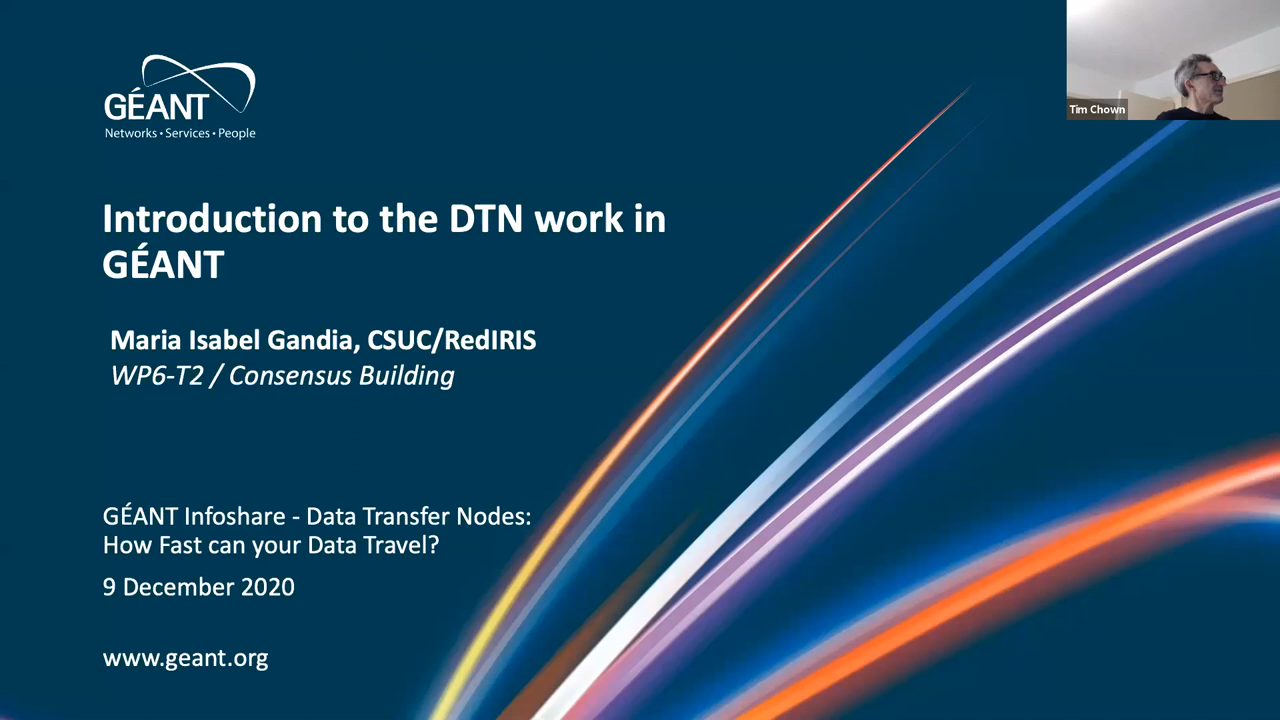 GÉANT
Networks • Services • People
Tim Chown
Introduction to the DTN work in
GÉANT
Maria Isabel Gandia, CSUC/RedIRIS
WP6-T2 / Consensus Building
GÉANT Infoshare - Data Transfer Nodes:
How Fast can your Data Travel?
9 December 2020
www.geant.org